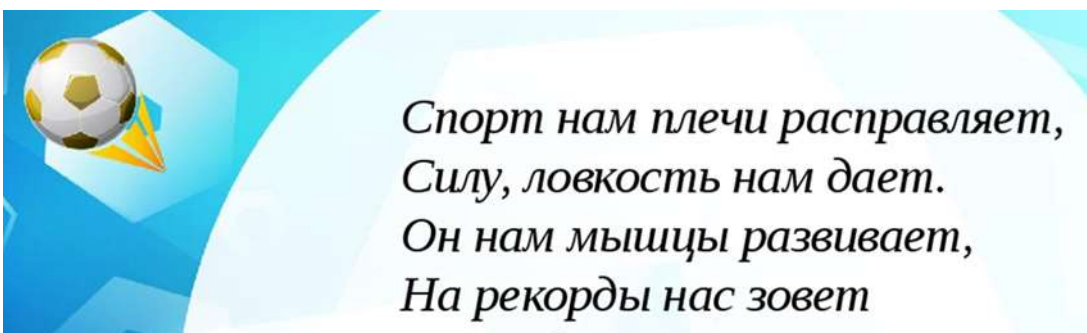 Спорт нам плечи расправляет,
Силу, ловкость нам дает.
Он нам мышцы развивает,
На рекорды нас зовет